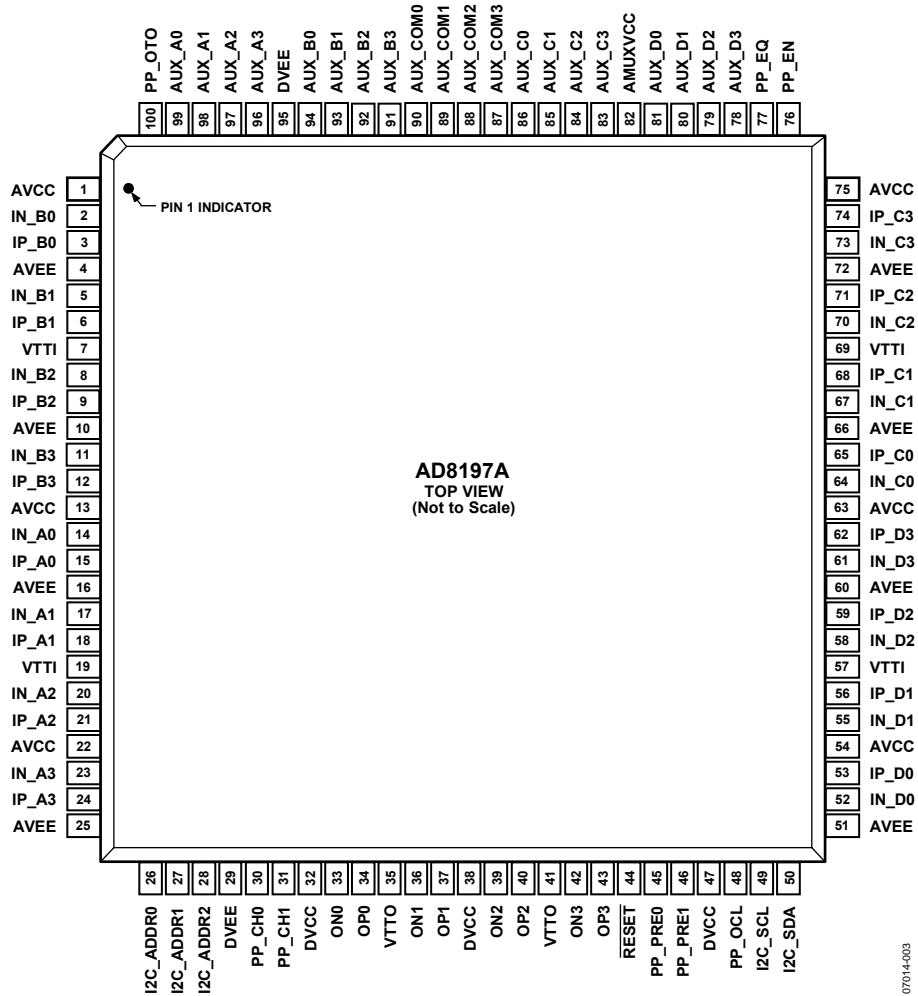 PP_OTO
AUX_A0
AUX_A1
AUX_A2
AUX_A3
DVEE
AUX_B0
AUX_B1
AUX_B2
AUX_B3
AUX_COM0
AUX_COM1
AUX_COM2
AUX_COM3
AUX_C0
AUX_C1
AUX_C2
AUX_C3
AMUXVCC
AUX_D0
AUX_D1
AUX_D2
AUX_D3
PP_EQ
PP_EN
100 99 98 97 96 95 94 93 92 91 90 89 88 87 86 85 84 83 82 81 80 79 78 77 76
AVCC 1
IN_B0 2
IP_B0 3
AVEE 4
IN_B1 5
IP_B1 6
VTTI 7
IN_B2 8
IP_B2 9
AVEE 10
IN_B3 11
IP_B3 12
AVCC 13
IN_A0 14
IP_A0 15
AVEE 16
IN_A1 17
IP_A1 18
VTTI 19
IN_A2 20
IP_A2 21
AVCC 22
IN_A3 23
IP_A3 24
AVEE 25
PIN 1 INDICATOR
AD8197A
TOP VIEW
(Not to Scale)
75 AVCC
74 IP_C3
73 IN_C3
72 AVEE
71 IP_C2
70 IN_C2
69 VTTI
68 IP_C1
67 IN_C1
66 AVEE
65 IP_C0
64 IN_C0
63 AVCC
62 IP_D3
61 IN_D3
60 AVEE
59 IP_D2
58 IN_D2
57 VTTI
56 IP_D1
55 IN_D1
54 AVCC
53 IP_D0
52 IN_D0
51 AVEE
26 27 28 29 30 31 32 33 34 35 36 37 38 39 40 41 42 43 44 45 46 47 48 49 50
I2C_ADDR0
I2C_ADDR1
I2C_ADDR2
DVEE
PP_CH0
PP_CH1
DVCC
ON0
OP0
VTTO
ON1
OP1
DVCC
ON2
OP2
VTTO
ON3
OP3
RESET
PP_PRE0
PP_PRE1
DVCC
PP_OCL
I2C_SCL
I2C_SDA
07014-003